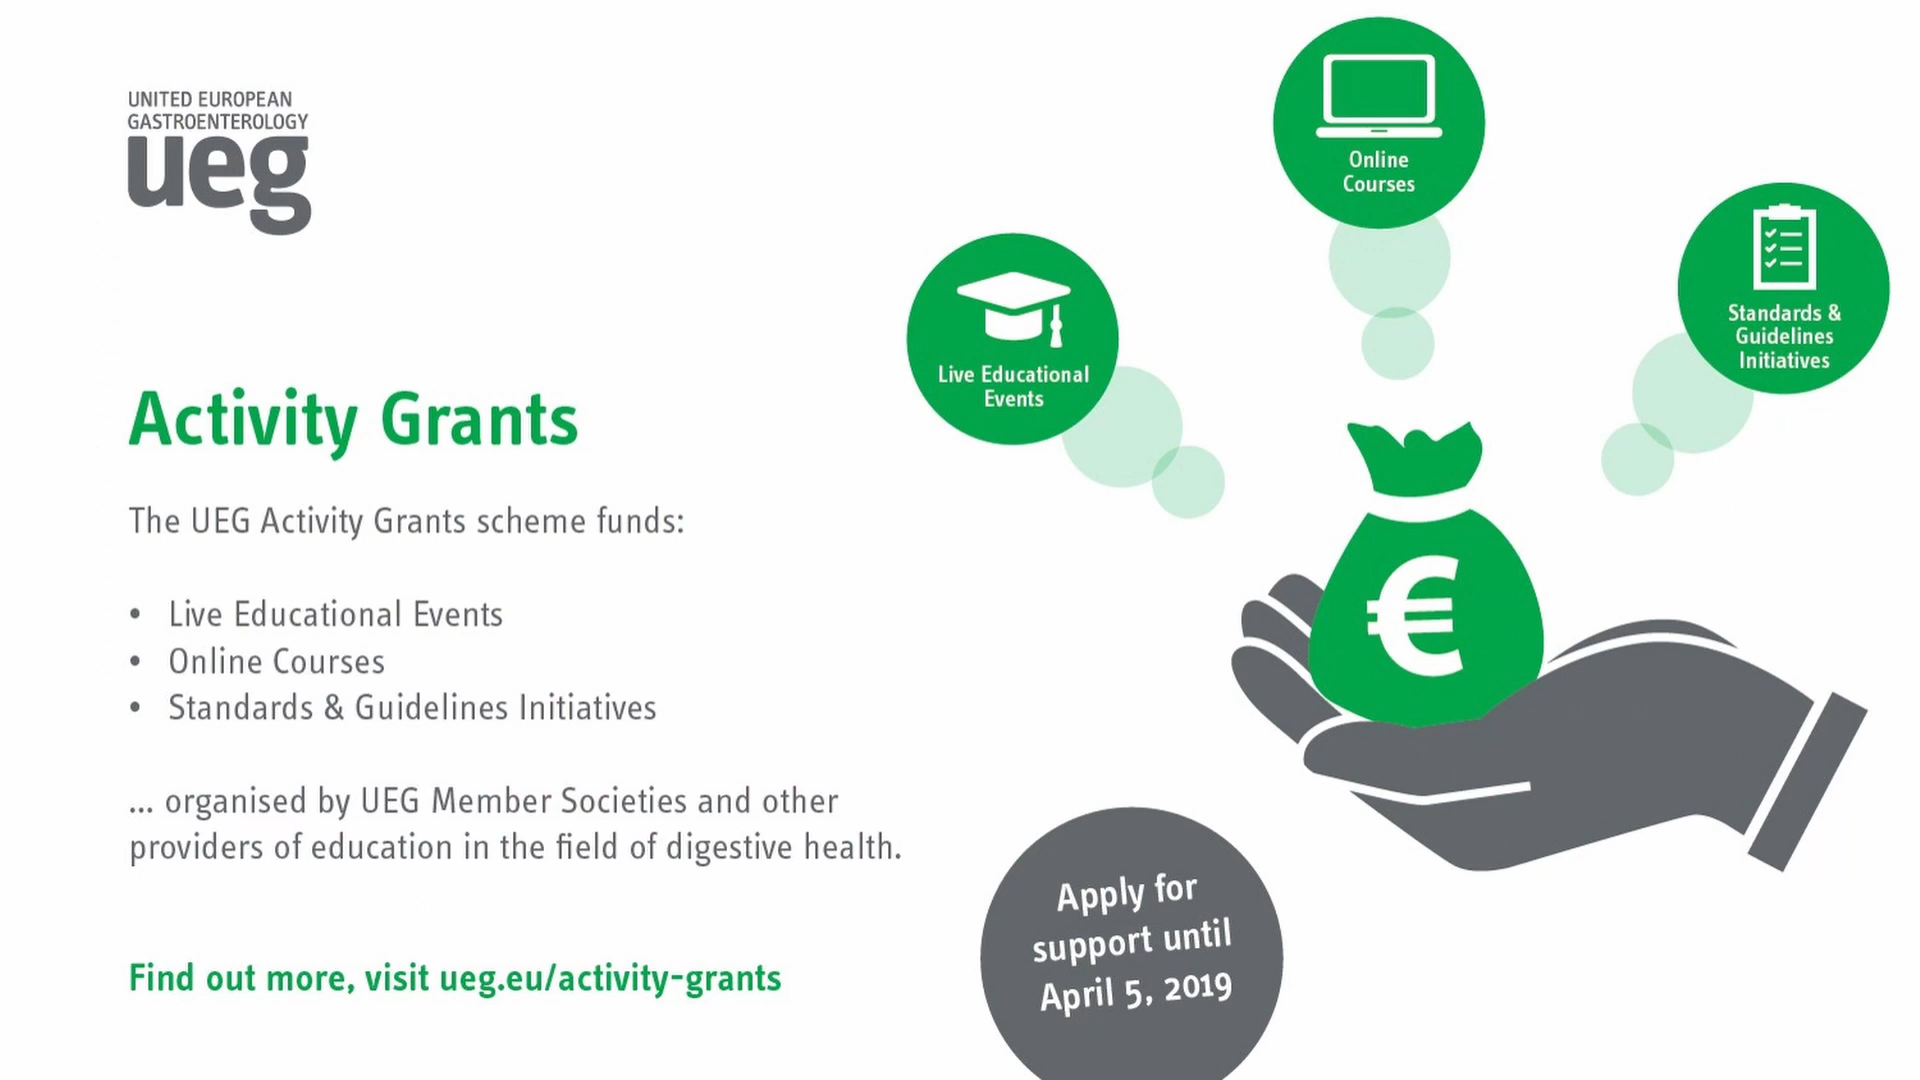 UNITED EUROPEAN
GASTROENTEROLOGY
ueg
Activity Grants
The UEG Activity Grants scheme funds:
• Live Educational Events
• Online Courses
• Standards & Guidelines Initiatives
... organised by UEG Member Societies and other
providers of education in the field of digestive health.
Find out more, visit ueg.eu/activity-grants
Online
Courses
Live Educational
Events
Standards &
Guidelines
Initiatives
€
Apply for
support until
April 5, 2019